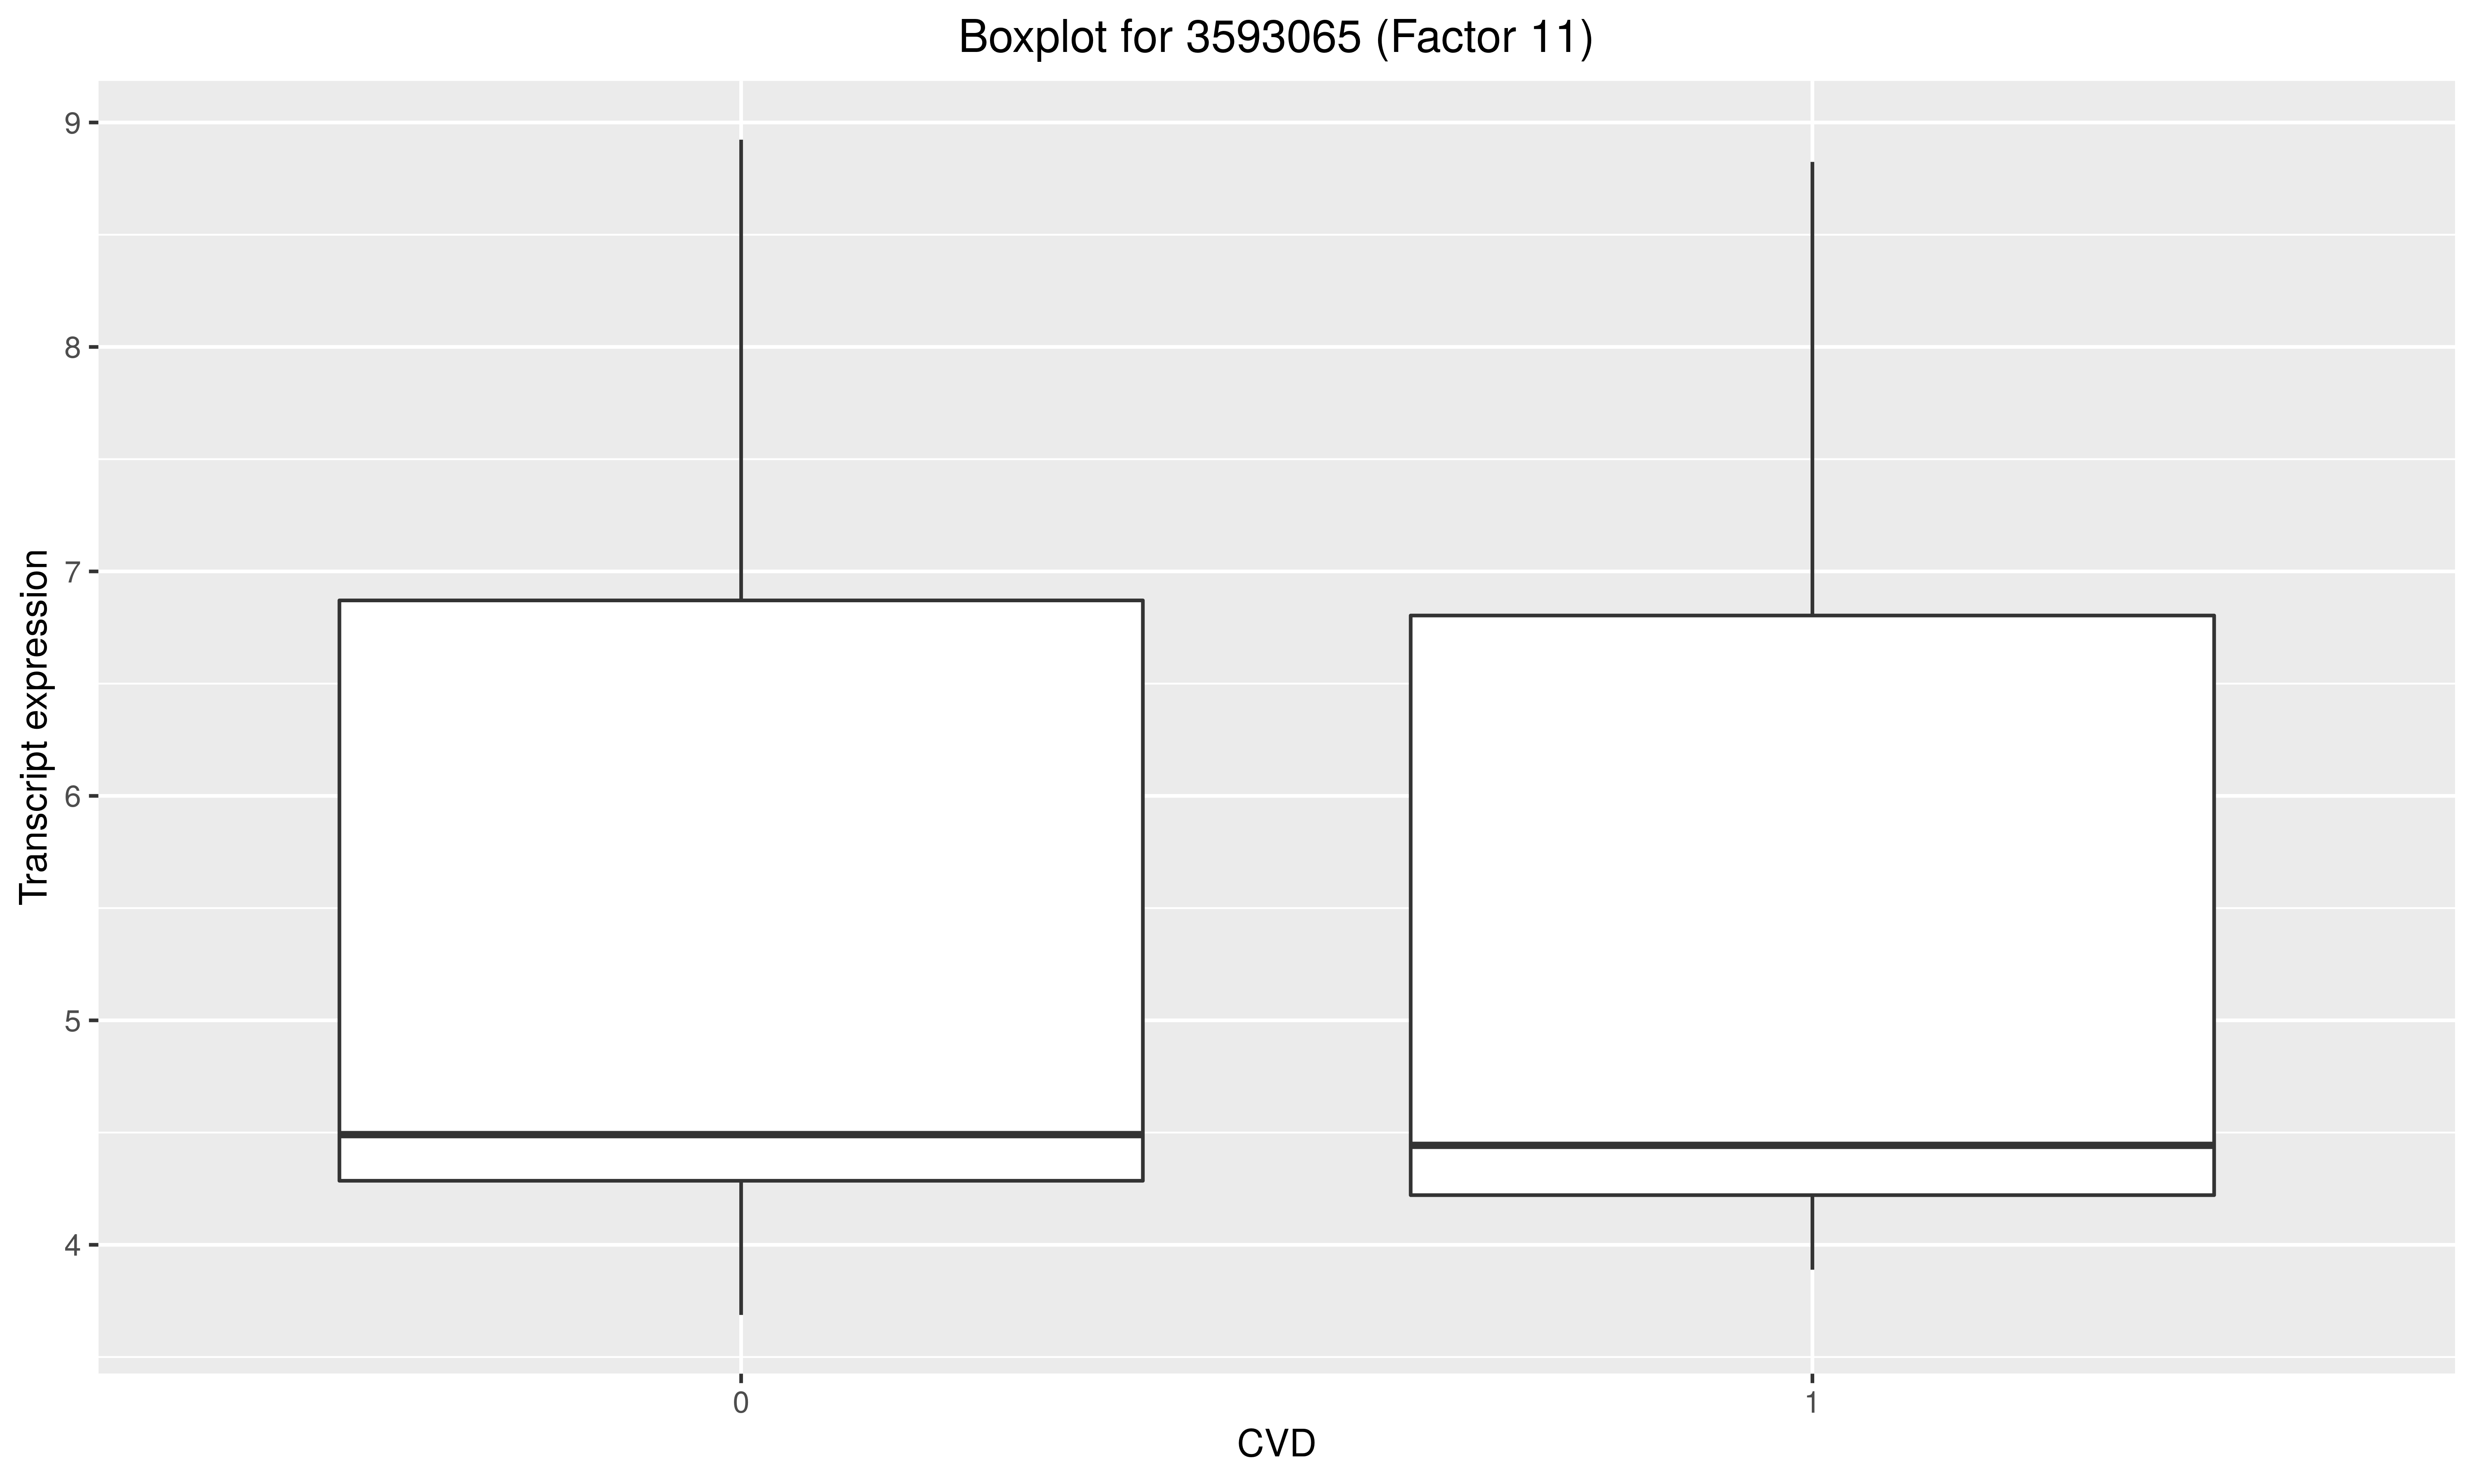 Boxplot for 3593065 (Factor 11)
Transcript expression
9
8
7
6
5
4
0
1
CVD